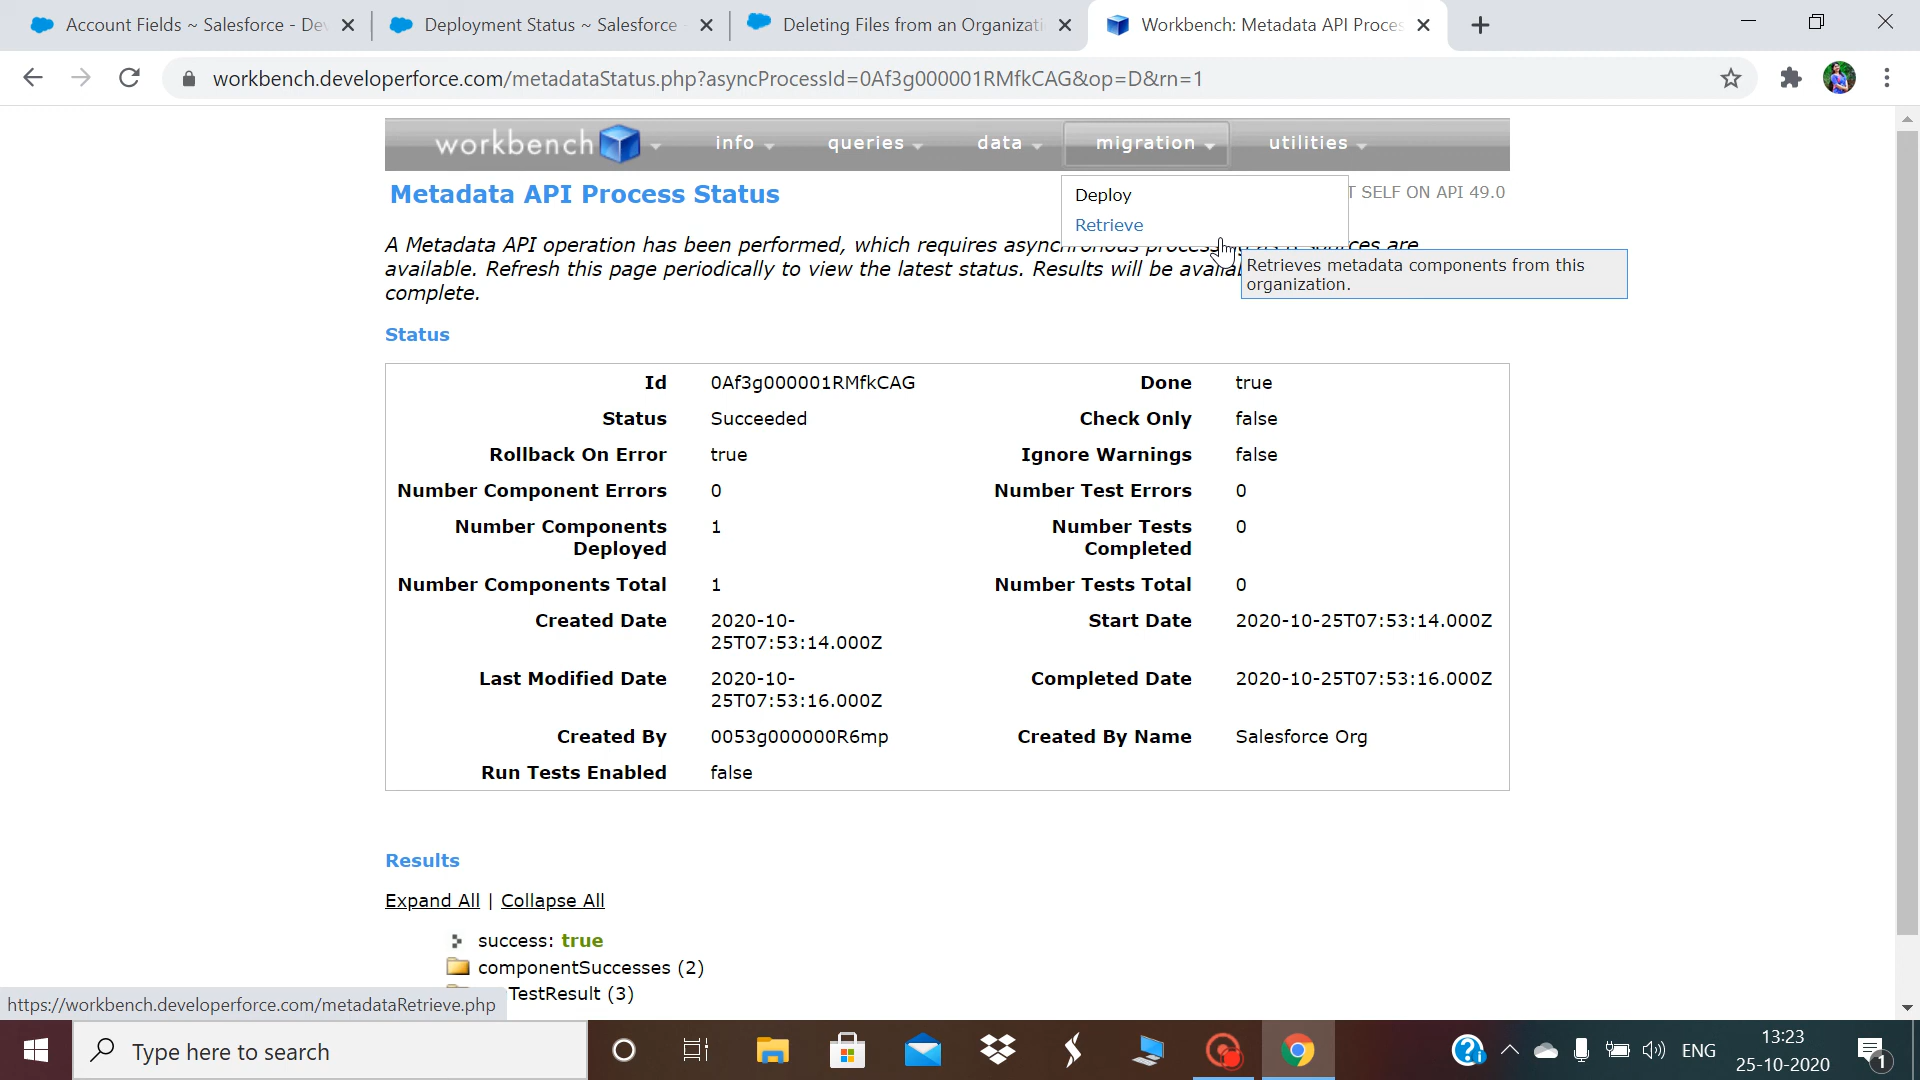 Account Fields ~ Salesforce - De
Deployment Status ~ Salesforce
Deleting Files from an Organizati
Workbench: Metadata API Proces
workbench.developerforce.com/metadataStatus.php?asyncProcessId=0Af3g000001RMfkCAG&op=D&rn=1
workbench
info
queries
data
migration
utilities
Metadata API Process Status
Deploy
Retrieve
T SELF ON API 49.0
A Metadata API operation has been performed, which requires asynchronous processing as resources are
available. Refresh this page periodically to view the latest status. Results will be availab
complete.
Retrieves metadata components from this
organization.
Status
Id 0Af3g000001RMfkCAG Done true
Status Succeeded Check Only false
Rollback On Error true Ignore Warnings false
Number Component Errors 0 Number Test Errors 0
Number Components Deployed 1 Number Tests Completed 0
Number Components Total 1 Number Tests Total 0
Created Date 2020-10-25T07:53:14.000Z Start Date 2020-10-25T07:53:14.000Z
Last Modified Date 2020-10-25T07:53:16.000Z Completed Date 2020-10-25T07:53:16.000Z
Created By 0053g000000R6mp Created By Name Salesforce Org
Run Tests Enabled false
Results
Expand All | Collapse All
success: true
componentSuccesses (2)
TestResult (3)
https://workbench.developerforce.com/metadataRetrieve.php
Type here to search
ENG
13:23
25-10-2020
1